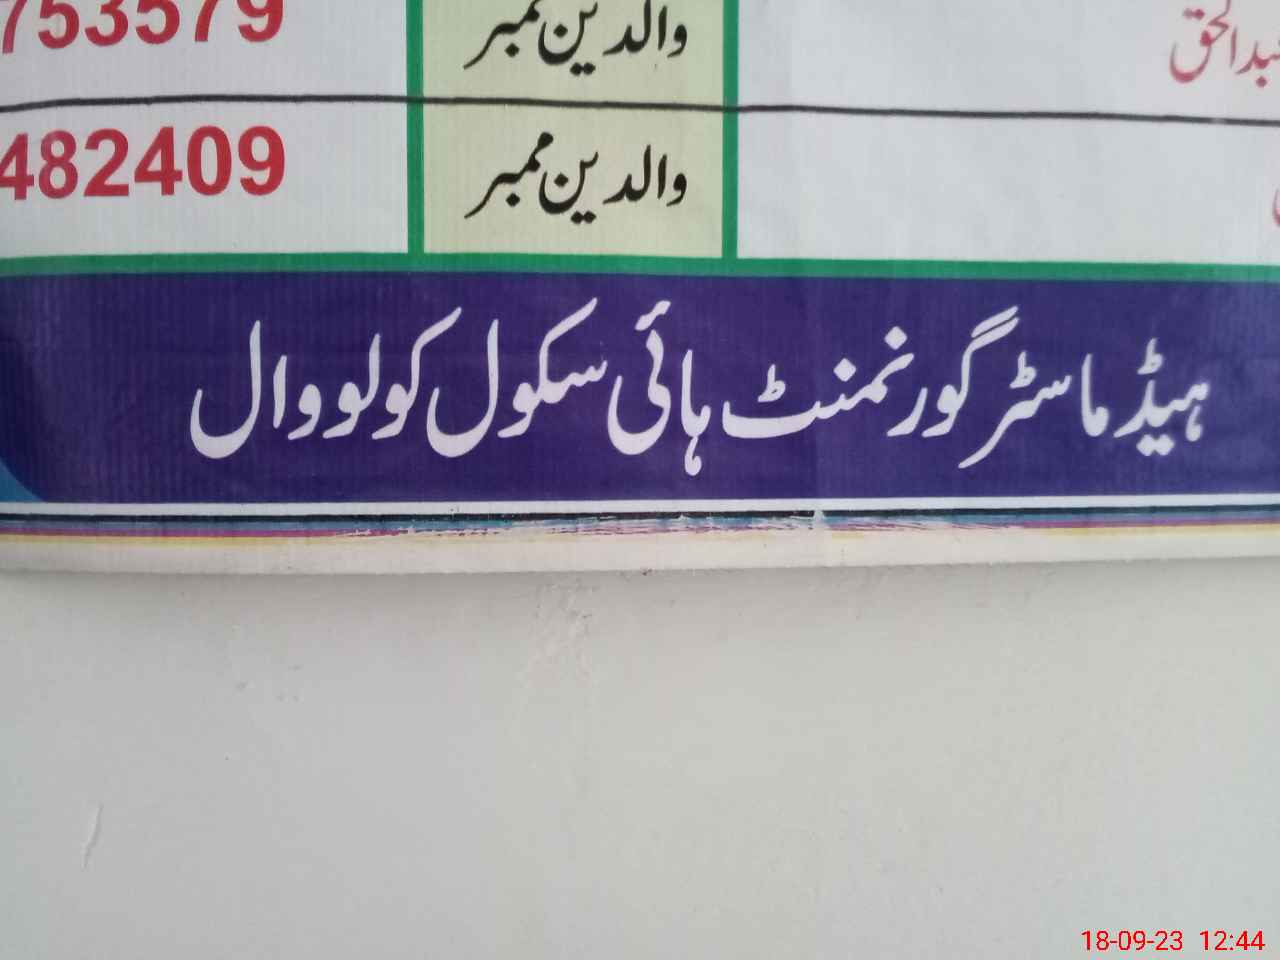 والدین ممبر 753579
والدین ممبر 482409
ہیڈ ماسٹر گورنمنٹ ہائی سکول کولووال
18-09-23 12:44